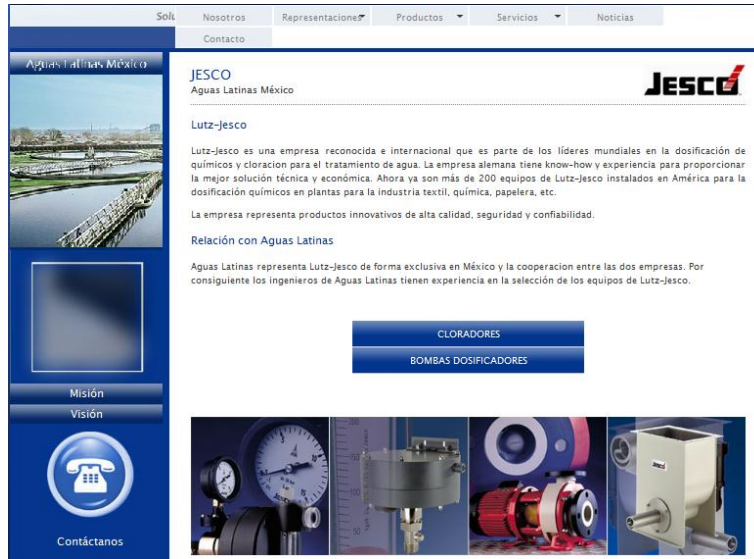 Nosotros
Representaciones
Productos
Servicios
Noticias
Contacto
Aguas Latinas México
JESCO
Aguas Latinas México
Jesco
Lutz-Jesco
Lutz-Jesco es una empresa reconocida e internacional que es parte de los líderes mundiales en la dosificación de
químicos y cloracion para el tratamiento de agua. La empresa alemana tiene know-how y experiencia para proporcionar
la mejor solución técnica y económica. Ahora ya son más de 200 equipos de Lutz-Jesco instalados en América para la
dosificación químicos en plantas para la industria textil, química, papelera, etc.
La empresa representa productos innovativos de alta calidad, seguridad y confiabilidad.
Relación con Aguas Latinas
Aguas Latinas representa Lutz-Jesco de forma exclusiva en México y la cooperacion entre las dos empresas. Por
consiguiente los ingenieros de Aguas Latinas tienen experiencia en la selección de los equipos de Lutz-Jesco.
CLORADORES
BOMBAS DOSIFICADORES
Misión
Visión
Contáctanos